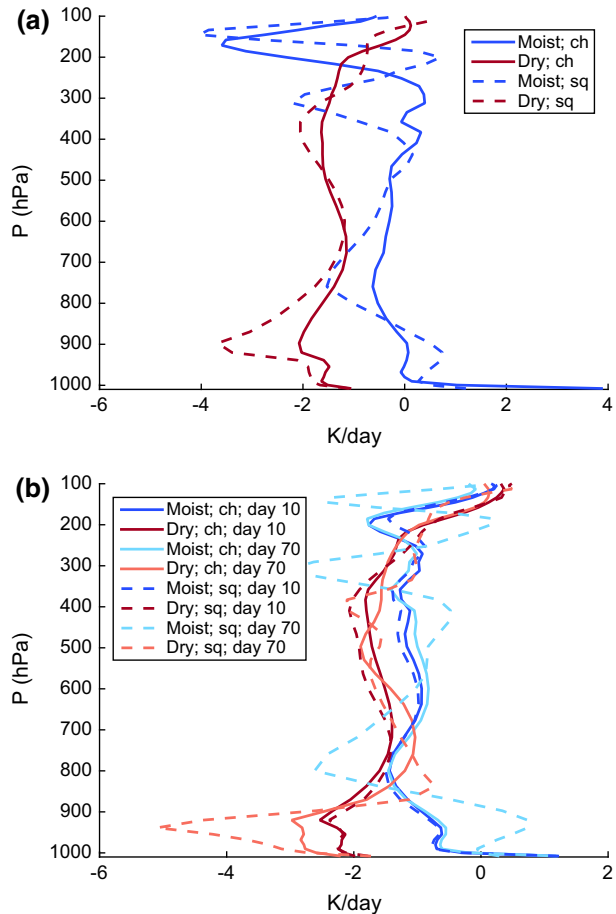 (a)
100
200
300
400
500
600
700
800
900
1000
P (hPa)
Moist; ch
Dry; ch
Moist; sq
Dry; sq
-6 -4 -2 0 2 4
K/day
(b)
100
200
300
400
500
600
700
800
900
1000
P (hPa)
Moist; ch; day 10
Dry; ch; day 10
Moist; ch; day 70
Dry; ch; day 70
Moist; sq; day 10
Dry; sq; day 10
Moist; sq; day 70
Dry; sq; day 70
-6 -4 -2 0 2
K/day